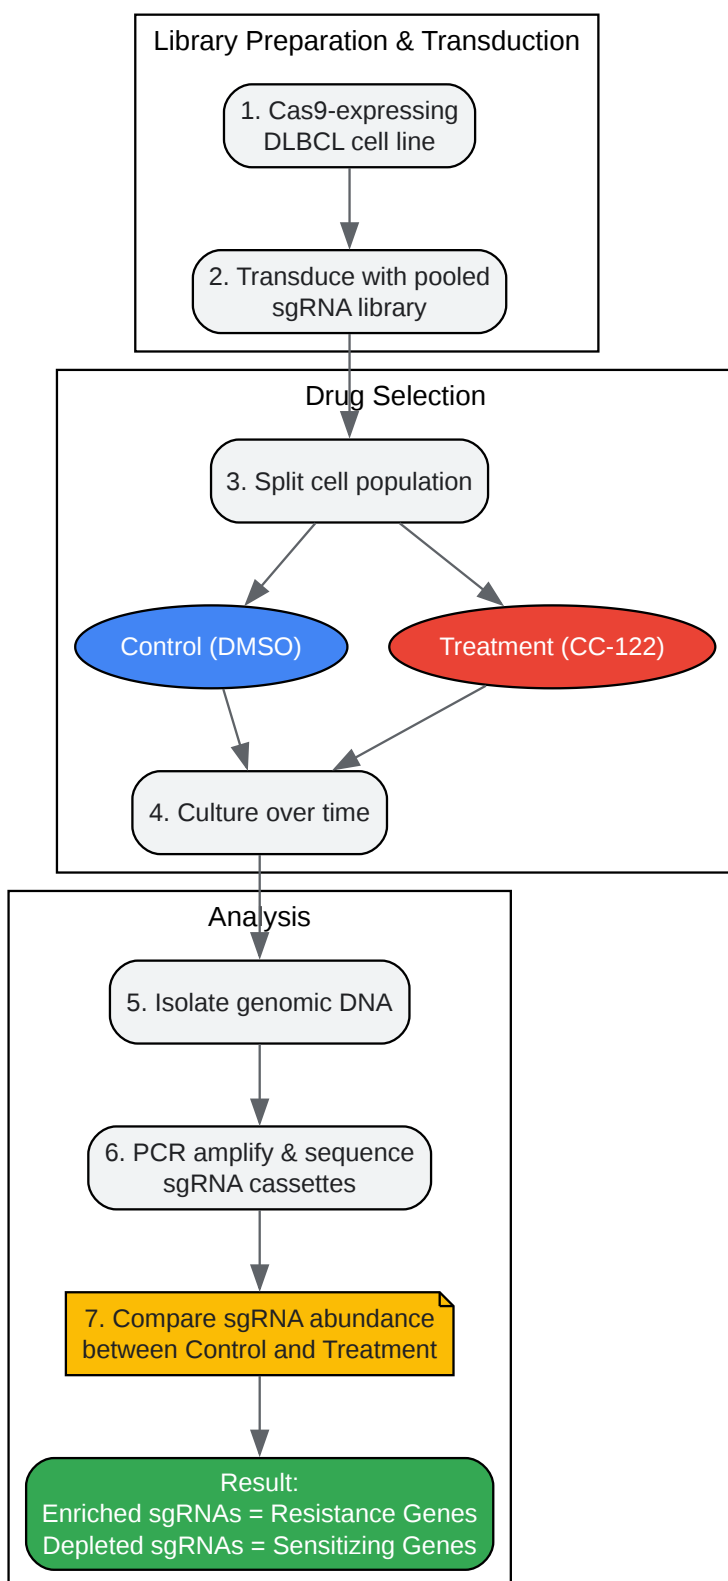 Library Preparation & Transduction
1. Cas9-expressing
DLBCL cell line
2. Transduce with pooled
sgRNA library
Drug Selection
3. Split cell population
Control (DMSO)
Treatment (CC-122)
4. Culture over time
Analysis
5. Isolate genomic DNA
6. PCR amplify & sequence
sgRNA cassettes
7. Compare sgRNA abundance
between Control and Treatment
Result:
Enriched sgRNAs = Resistance Genes
Depleted sgRNAs = Sensitizing Genes